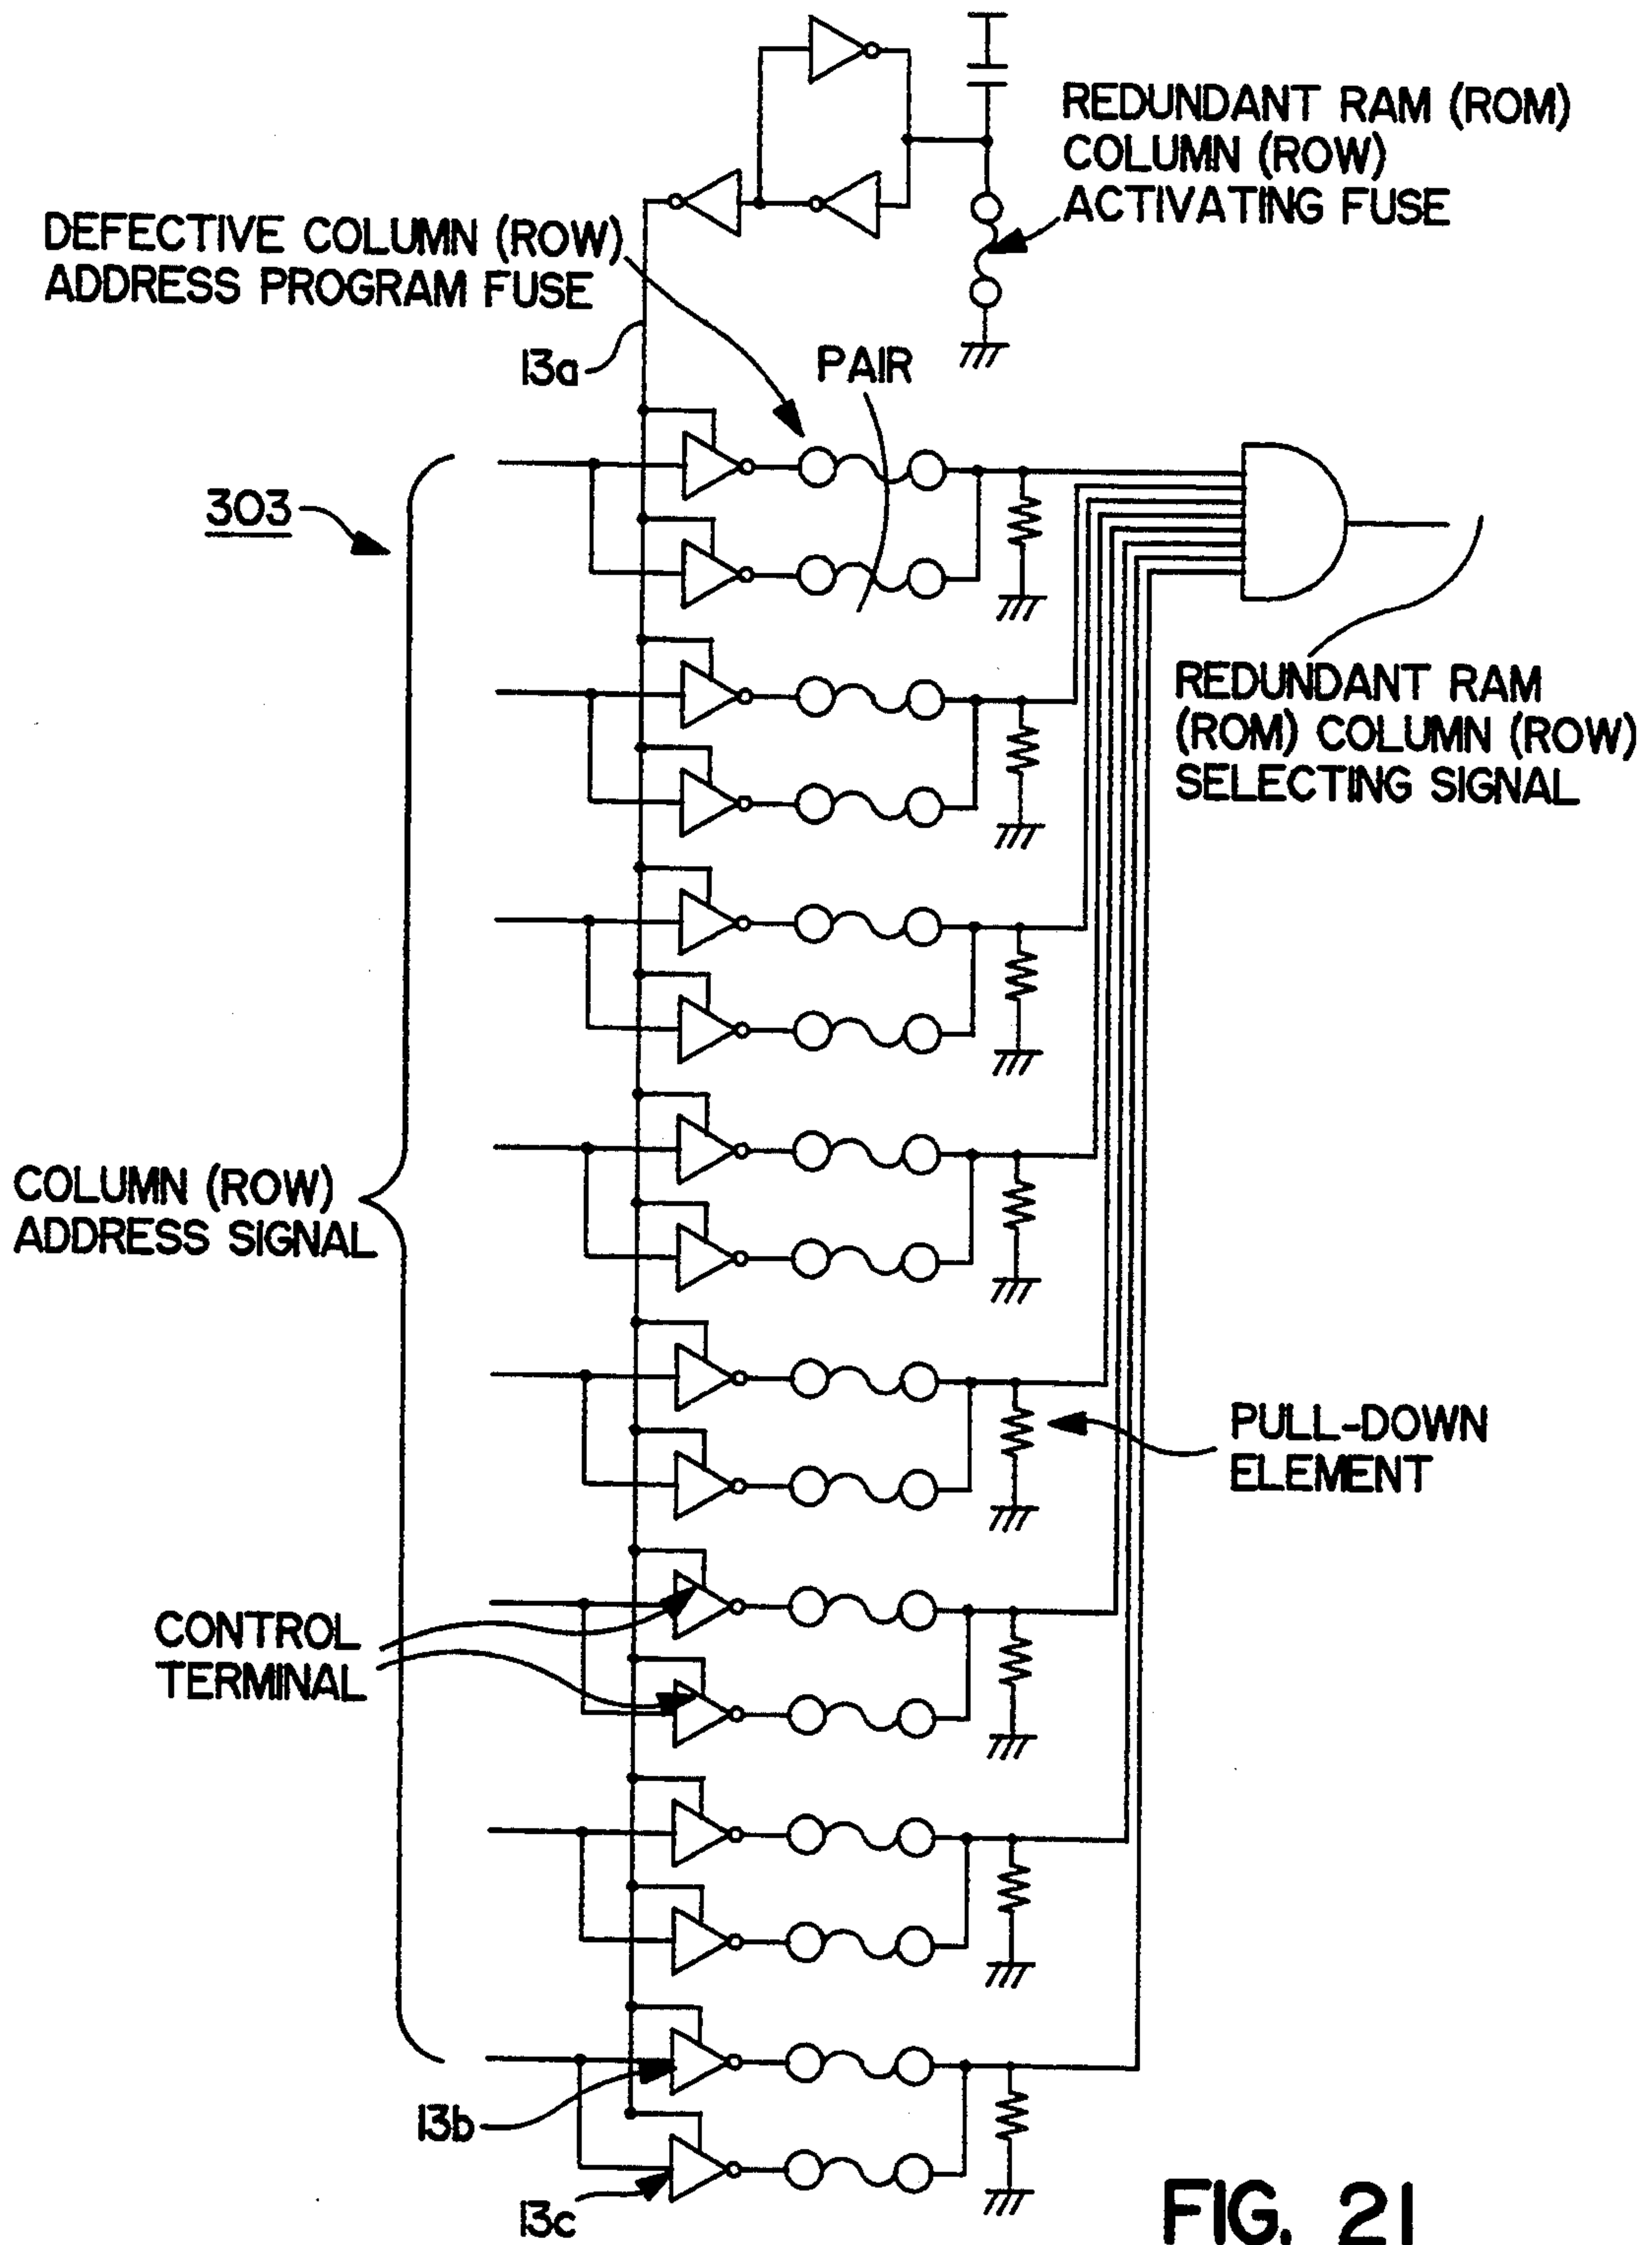 REDUNDANT RAM (ROM)
COLUMN (ROW)
ACTIVATING FUSE
DEFECTIVE COLUMN (ROW)
ADDRESS PROGRAM FUSE
13a
PAIR
303
REDUNDANT RAM
(ROM) COLUMN (ROW)
SELECTING SIGNAL
COLUMN (ROW)
ADDRESS SIGNAL
PULL-DOWN
ELEMENT
CONTROL
TERMINAL
13b
13c
FIG. 21